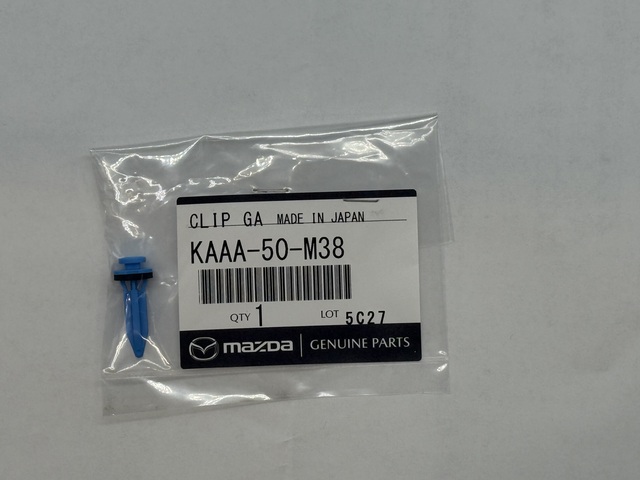 CLIP GA MADE IN JAPAN
KAAA-50-M38
QTY 1 LOT 5C27
mazda GENUINE PARTS